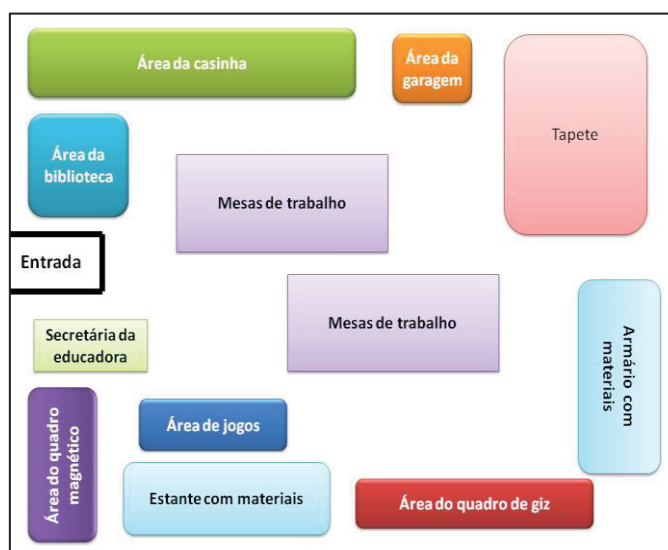 Área da casinha
Área da
garagem
Tapete
Área da
biblioteca
Mesas de trabalho
Entrada
Mesas de trabalho
Secretária da
educadora
Armário com
materiais
Área do quadro
magnético
Área de jogos
Estante com materiais
Área do quadro de giz